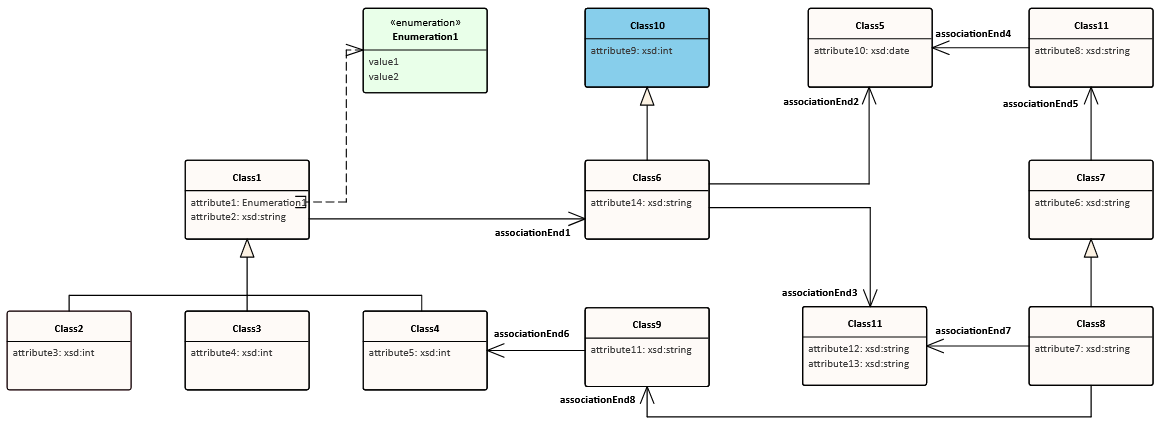 «enumeration»
Enumeration1
value1
value2
Class10
attribute9: xsd:int
Class5
attribute10: xsd:date
associationEnd4
Class11
attribute8: xsd:string
associationEnd2
associationEnd5
Class1
attribute1: Enumeration1
attribute2: xsd:string
associationEnd1
Class6
attribute14: xsd:string
Class7
attribute6: xsd:string
associationEnd3
Class2
attribute3: xsd:int
Class3
attribute4: xsd:int
Class4
attribute5: xsd:int
associationEnd6
Class9
attribute11: xsd:string
Class11
attribute12: xsd:string
attribute13: xsd:string
associationEnd7
Class8
attribute7: xsd:string
associationEnd8